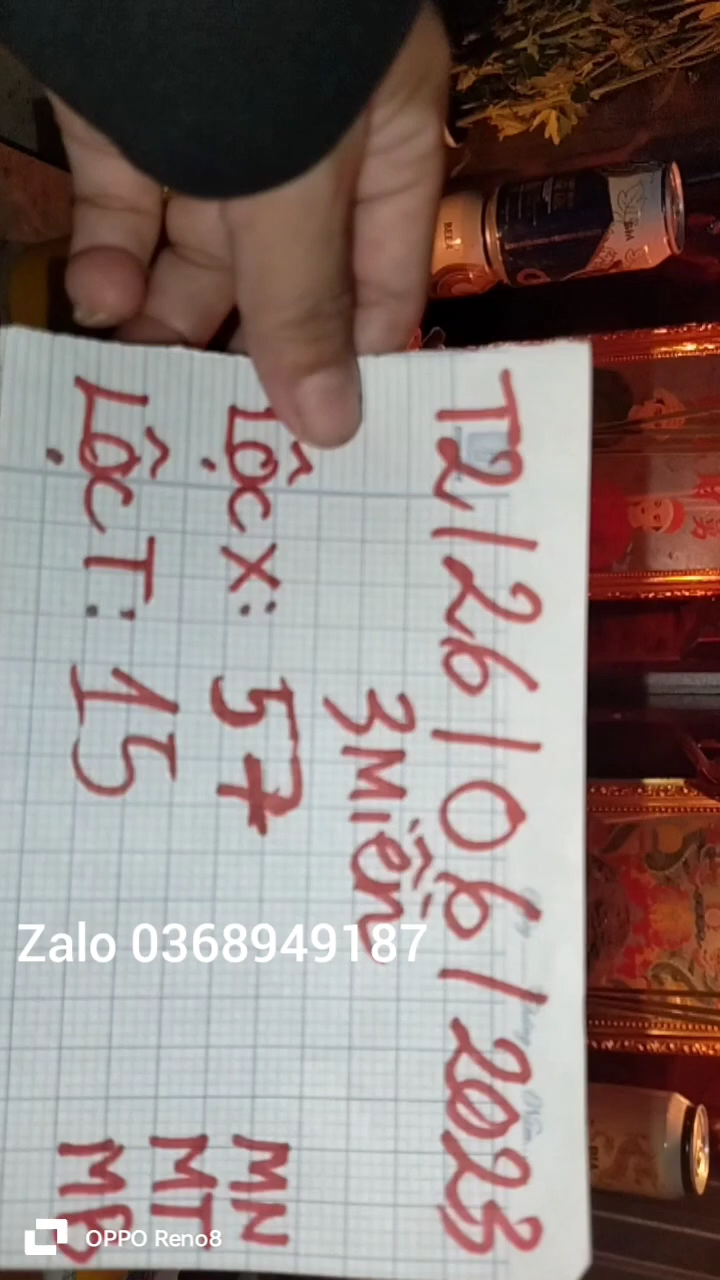 T2/26/06/2023
3 Miền
Lộc X: 57
Lộc T: 15
MN
MT
MB
Zalo 0368949187
OPPO Reno8